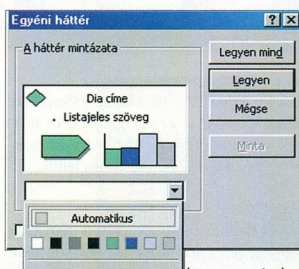 Egyéni háttér
A háttér mintázata
Dia címe
. Listajeles szöveg
Automatikus
Legyen mind
Legyen
Mégse
Minta